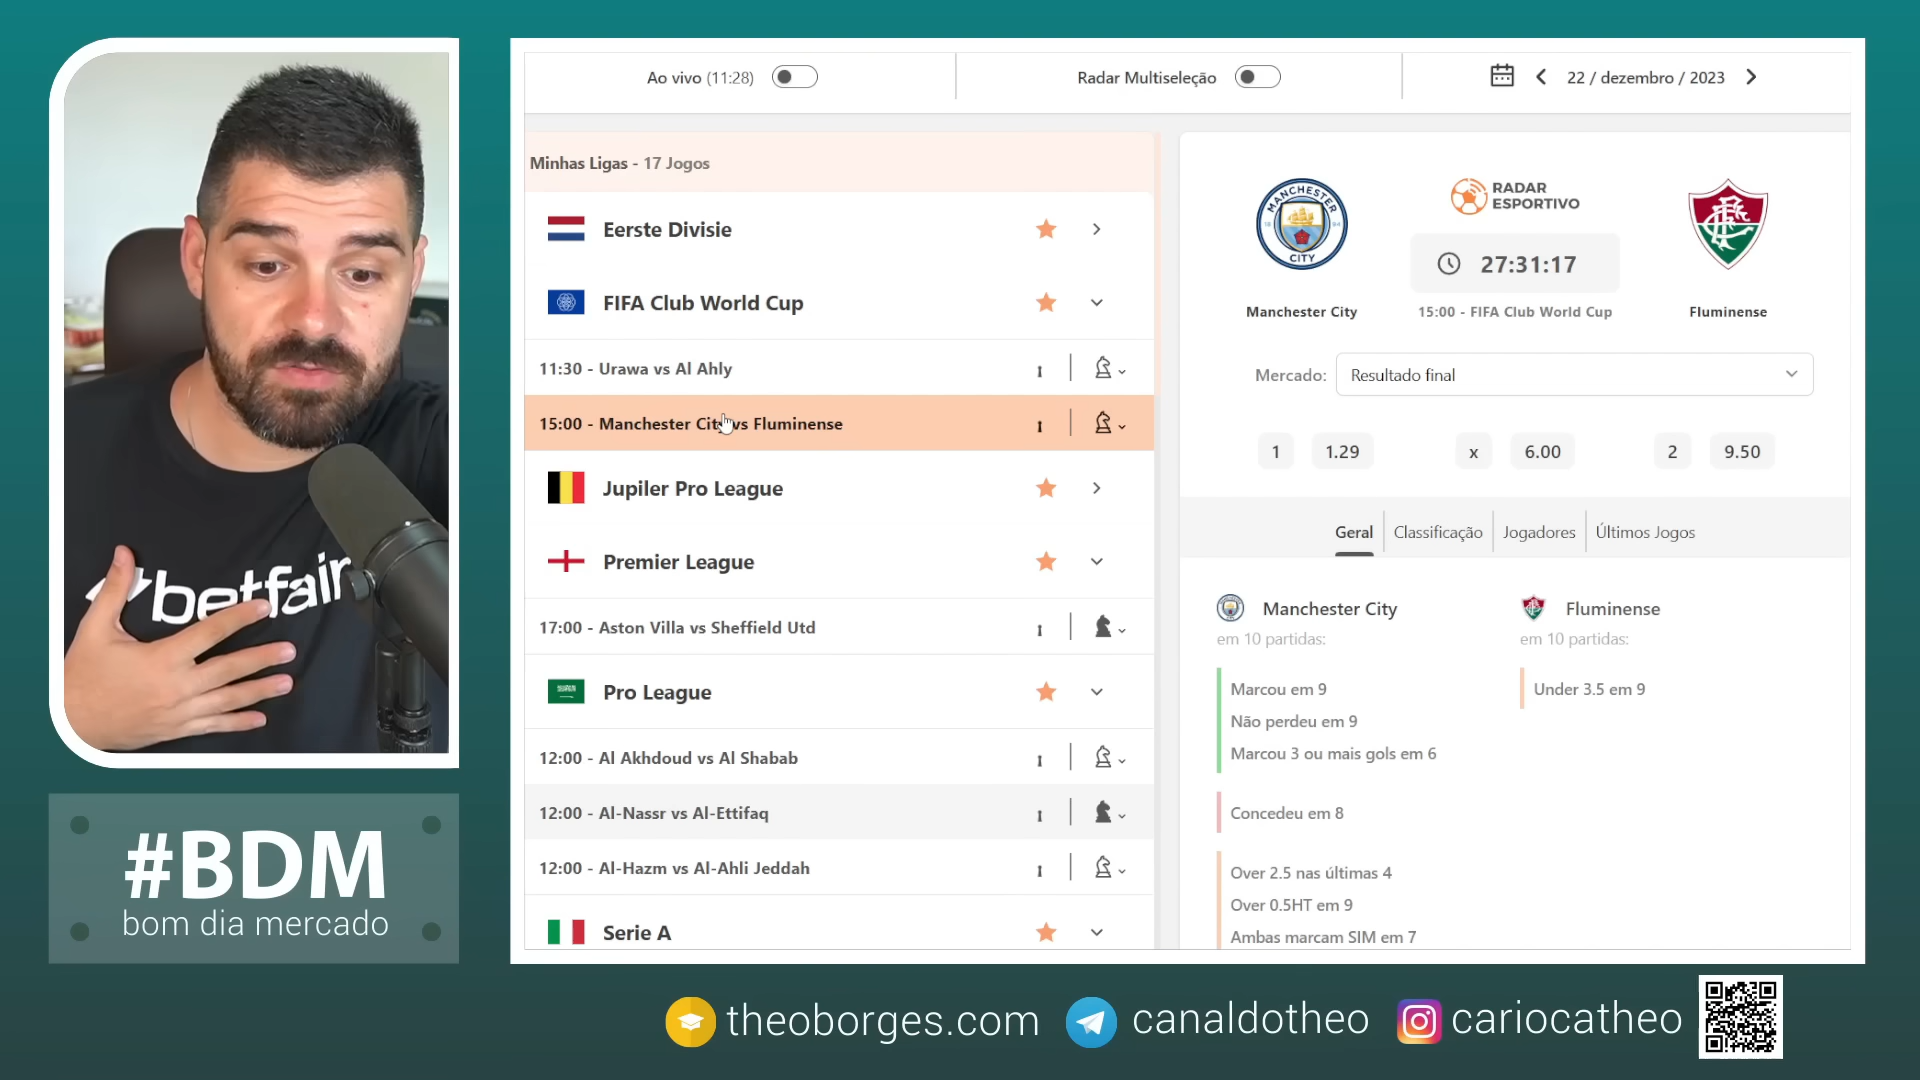 Ao vivo (11:28)
Radar Multiseleção
22 / dezembro / 2023
Minhas Ligas - 17 Jogos
Eerste Divisie
FIFA Club World Cup
11:30 - Urawa vs Al Ahly
15:00 - Manchester City vs Fluminense
Jupiler Pro League
Premier League
17:00 - Aston Villa vs Sheffield Utd
Pro League
12:00 - Al Akhdoud vs Al Shabab
12:00 - Al-Nassr vs Al-Ettifaq
12:00 - Al-Hazm vs Al-Ahli Jeddah
Serie A
MANCHESTER
CITY
RADAR
ESPORTIVO
27:31:17
Manchester City
15:00 - FIFA Club World Cup
Fluminense
Mercado:
Resultado final
1 1.29 x 6.00 2 9.50
Geral
Classificação
Jogadores
Últimos Jogos
Manchester City
em 10 partidas:
Marcou em 9
Não perdeu em 9
Marcou 3 ou mais gols em 6
Concedeu em 8
Over 2.5 nas últimas 4
Over 0.5HT em 9
Ambas marcam SIM em 7
Fluminense
em 10 partidas:
Under 3.5 em 9
betfair
#BDM
bom dia mercado
theoborges.com
canaldotheo
cariocatheo